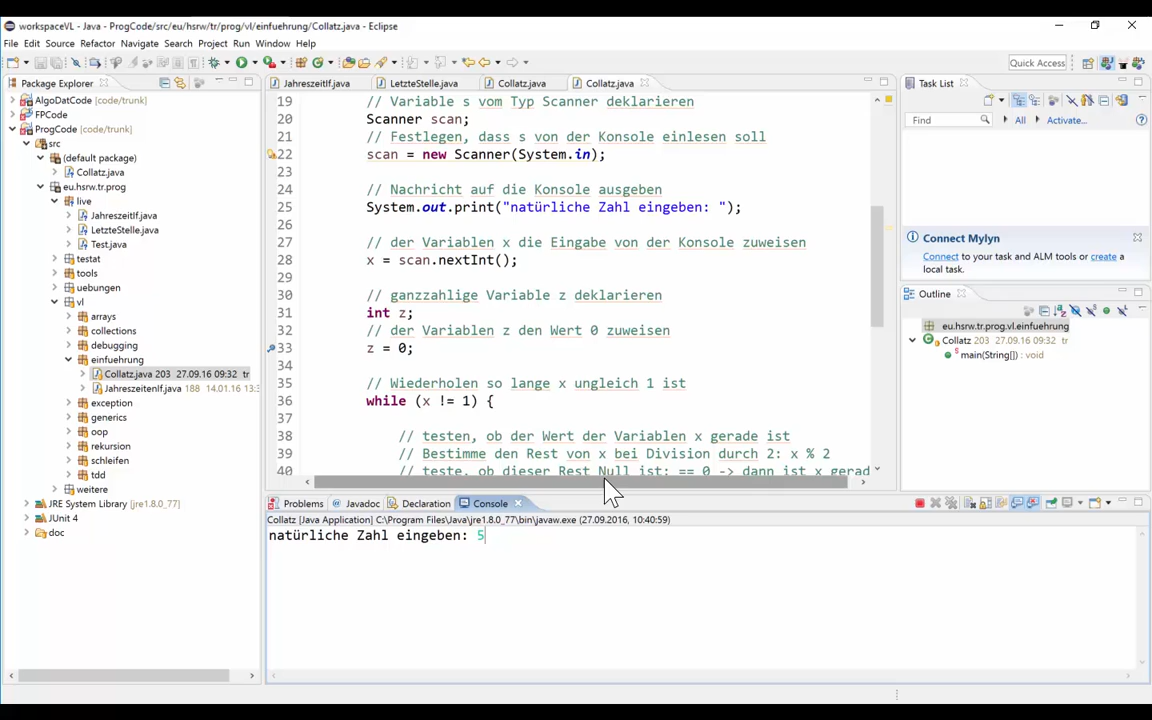 workspaceVL - Java - ProgCode/src/eu/hsrw/tr/prog/vl/einfuehrung/Collatz.java - Eclipse
File Edit Source Refactor Navigate Search Project Run Window Help
Quick Access
Package Explorer
AlgoDatCode [code/trunk]
FPCode
ProgCode [code/trunk]
src
(default package)
Collatz.java
eu.hsrw.tr.prog
live
JahreszeitIf.java
LetzteStelle.java
Test.java
testat
tools
uebungen
vl
arrays
collections
debugging
einfuehrung
Collatz.java 203 27.09.16 09:32 tr
JahreszeitenIf.java 188 14.01.16 13:
exception
generics
oop
rekursion
schleifen
tdd
weitere
JRE System Library [jre1.8.0_77]
JUnit 4
doc
JahreszeitIf.java LetzteStelle.java Collatz.java Collatz.java
19 // Variable s vom Typ Scanner deklarieren
20 Scanner scan;
21 // Festlegen, dass s von der Konsole einlesen soll
22 scan = new Scanner(System.in);
23
24 // Nachricht auf die Konsole ausgeben
25 System.out.print("natürliche Zahl eingeben: ");
26
27 // der Variablen x die Eingabe von der Konsole zuweisen
28 x = scan.nextInt();
29
30 // ganzzahlige Variable z deklarieren
31 int z;
32 // der Variablen z den Wert 0 zuweisen
33 z = 0;
34
35 // Wiederholen so lange x ungleich 1 ist
36 while (x != 1) {
37
38 // testen, ob der Wert der Variablen x gerade ist
39 // Bestimme den Rest von x bei Division durch 2: x % 2
40 // teste, ob dieser Rest Null ist: == 0 -> dann ist x gerad
Task List
Find All Activate...
Connect Mylyn
Connect to your task and ALM tools or create a
local task.
Outline
eu.hsrw.tr.prog.vl.einfuehrung
Collatz 203 27.09.16 09:32 tr
main(String[]) : void
Problems Javadoc Declaration Console
Collatz [Java Application] C:\Program Files\Java\jre1.8.0_77\bin\javaw.exe (27.09.2016, 10:40:59)
natürliche Zahl eingeben: 5